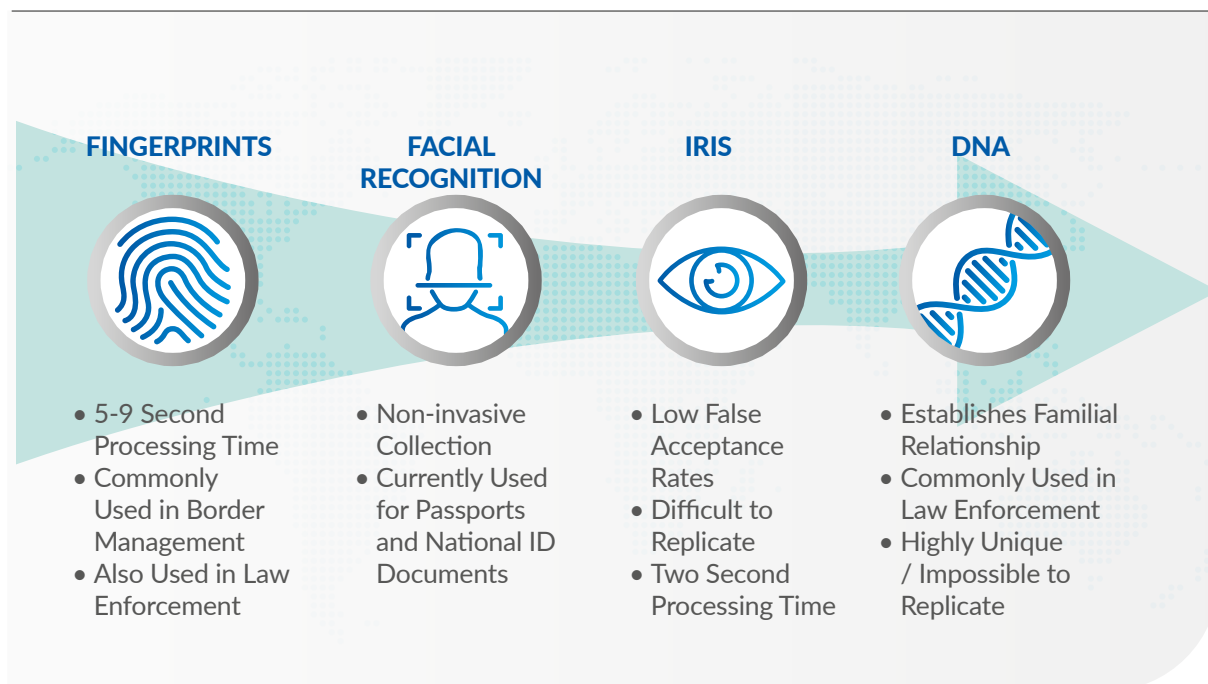 FINGERPRINTS
• 5-9 Second
Processing Time
• Commonly
Used in Border
Management
• Also Used in Law
Enforcement
FACIAL
RECOGNITION
• Non-invasive
Collection
• Currently Used
for Passports
and National ID
Documents
IRIS
• Low False
Acceptance
Rates
• Difficult to
Replicate
• Two Second
Processing Time
DNA
• Establishes Familial
Relationship
• Commonly Used in
Law Enforcement
• Highly Unique
/ Impossible to
Replicate